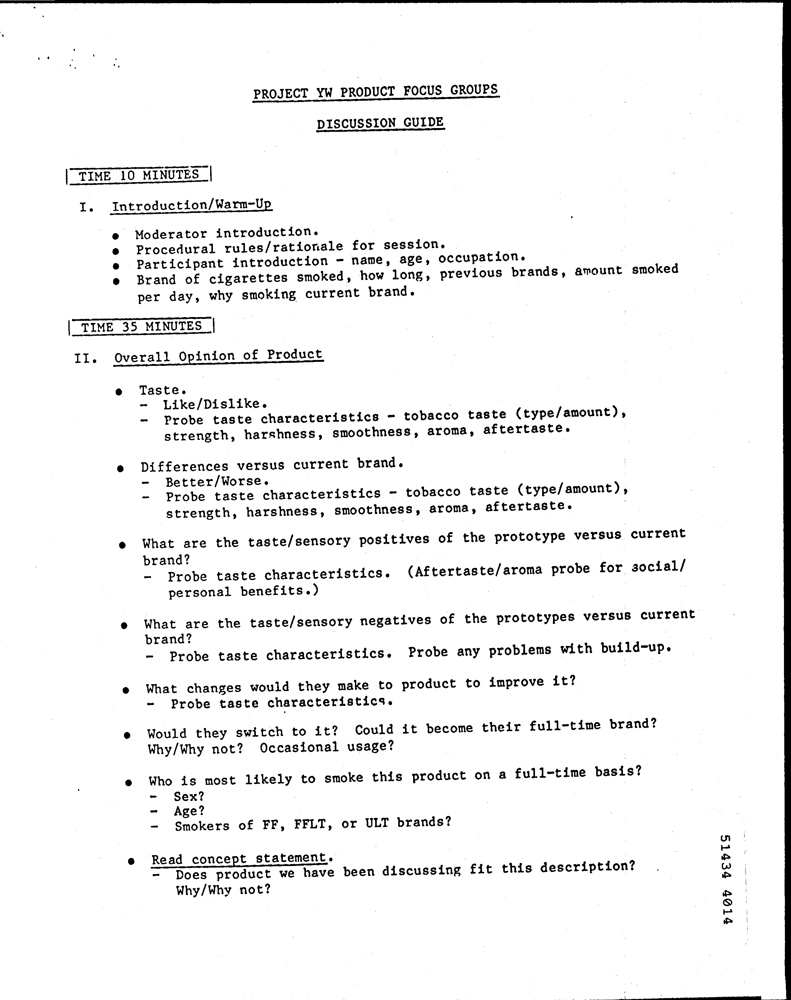 PROJECT YW PRODUCT FOCUS GROUPS
DISCUSSION GUIDE
TIME 10 MINUTES
I. Introduction/Warm-Up
● Moderator introduction.
● Procedural rules/rationale for session.
● Participant introduction - name, age, occupation.
● Brand of cigarettes smoked, how long, previous brands, amount smoked
per day, why smoking current brand.
TIME 35 MINUTES
II. Overall Opinion of Product
● Taste.
- Like/Dislike.
- Probe taste characteristics - tobacco taste (type/amount),
strength, harshness, smoothness, aroma, aftertaste.
● Differences versus current brand.
- Better/Worse.
- Probe taste characteristics - tobacco taste (type/amount),
strength, harshness, smoothness, aroma, aftertaste.
● What are the taste/sensory positives of the prototype versus current
brand?
- Probe taste characteristics. (Aftertaste/aroma probe for social/
personal benefits.)
● What are the taste/sensory negatives of the prototypes versus current
brand?
- Probe taste characteristics. Probe any problems with build-up.
● What changes would they make to product to improve it?
- Probe taste characteristics.
● Would they switch to it? Could it become their full-time brand?
Why/Why not? Occasional usage?
● Who is most likely to smoke this product on a full-time basis?
- Sex?
- Age?
- Smokers of FF, FFLT, or ULT brands?
● Read concept statement.
- Does product we have been discussing fit this description?
Why/Why not?
51434 4014